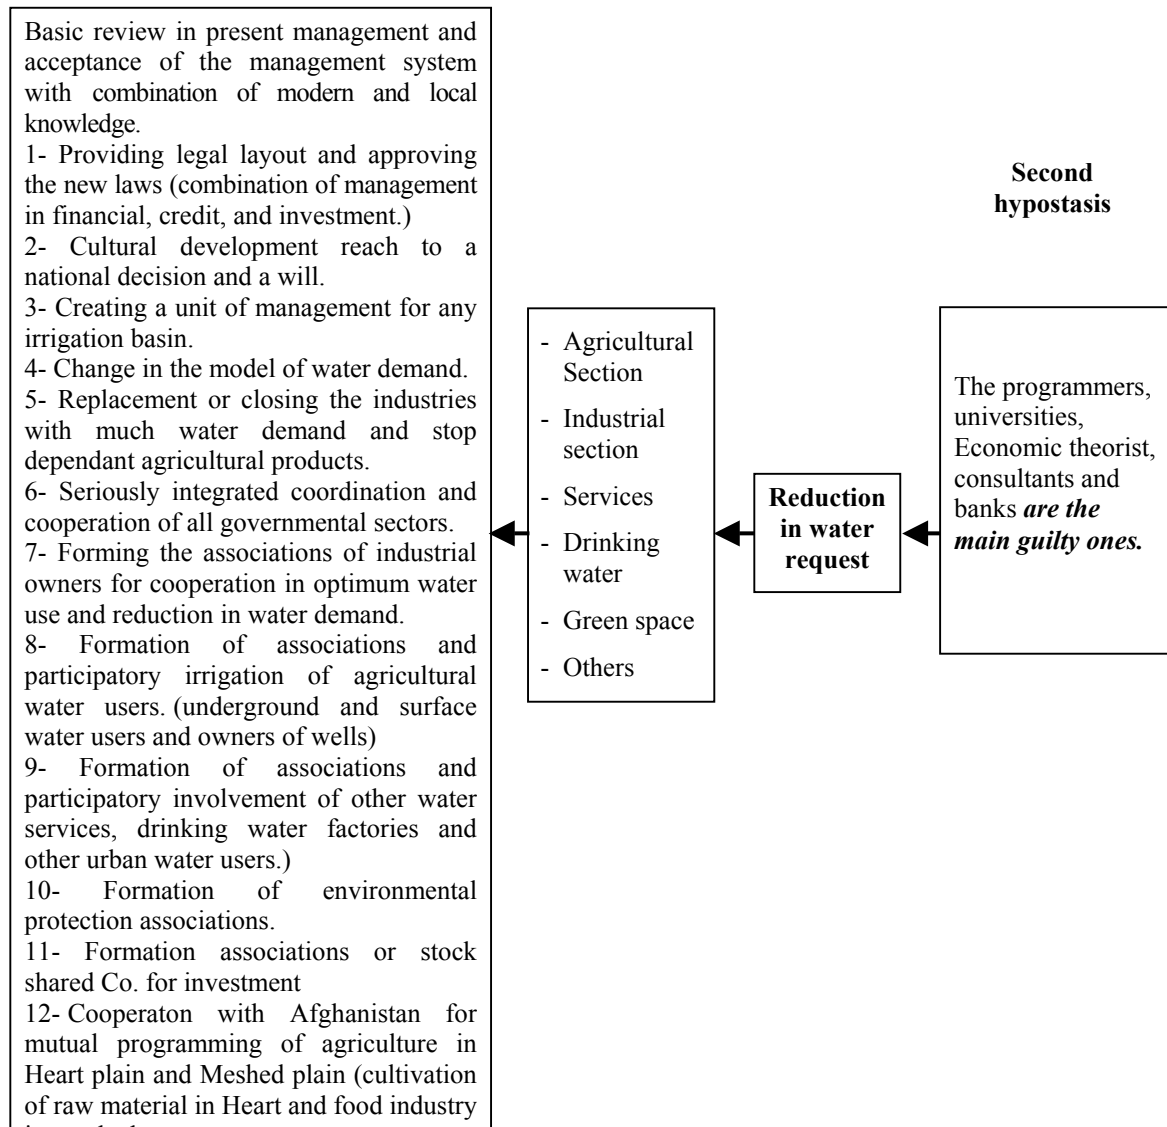 Basic review in present management and
acceptance of the management system
with combination of modern and local
knowledge.
1- Providing legal layout and approving
the new laws (combination of management
in financial, credit, and investment.)
2- Cultural development reach to a
national decision and a will.
3- Creating a unit of management for any
irrigation basin.
4- Change in the model of water demand.
5- Replacement or closing the industries
with much water demand and stop
dependant agricultural products.
6- Seriously integrated coordination and
cooperation of all governmental sectors.
7- Forming the associations of industrial
owners for cooperation in optimum water
use and reduction in water demand.
8- Formation of associations and
participatory irrigation of agricultural
water users. (underground and surface
water users and owners of wells)
9- Formation of associations and
participatory involvement of other water
services, drinking water factories and
other urban water users.)
10- Formation of environmental
protection associations.
11- Formation associations or stock
shared Co. for investment
12- Cooperaton with Afghanistan for
mutual programming of agriculture in
Heart plain and Meshed plain (cultivation
of raw material in Heart and food industry
- Agricultural
Section
- Industrial
section
- Services
- Drinking
water
- Green space
- Others
Reduction
in water
request
Second
hypostasis
The programmers,
universities,
Economic theorist,
consultants and
banks are the
main guilty ones.